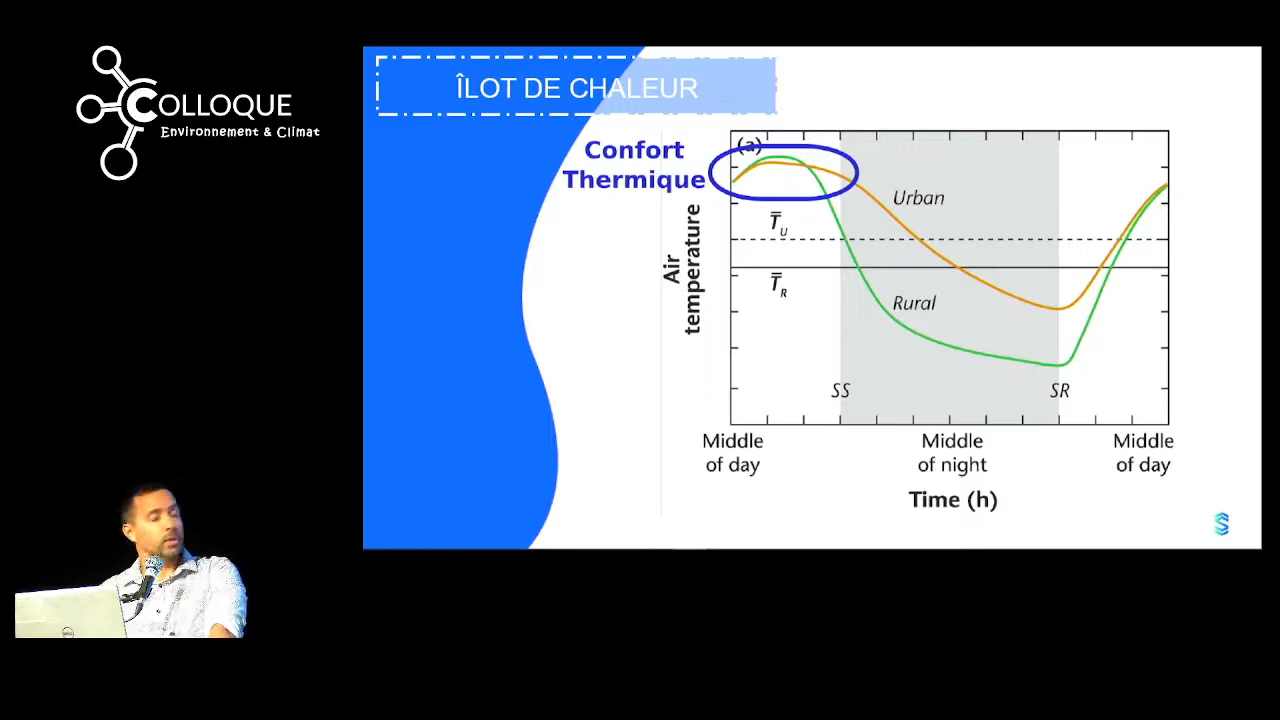 COLLOQUE
Environnement & Climat
ÎLOT DE CHALEUR
Confort
Thermique
(a)
Urban
T̿U
T̿R
Rural
Air
temperature
SS
SR
Middle
of day
Middle
of night
Middle
of day
Time (h)
DELL